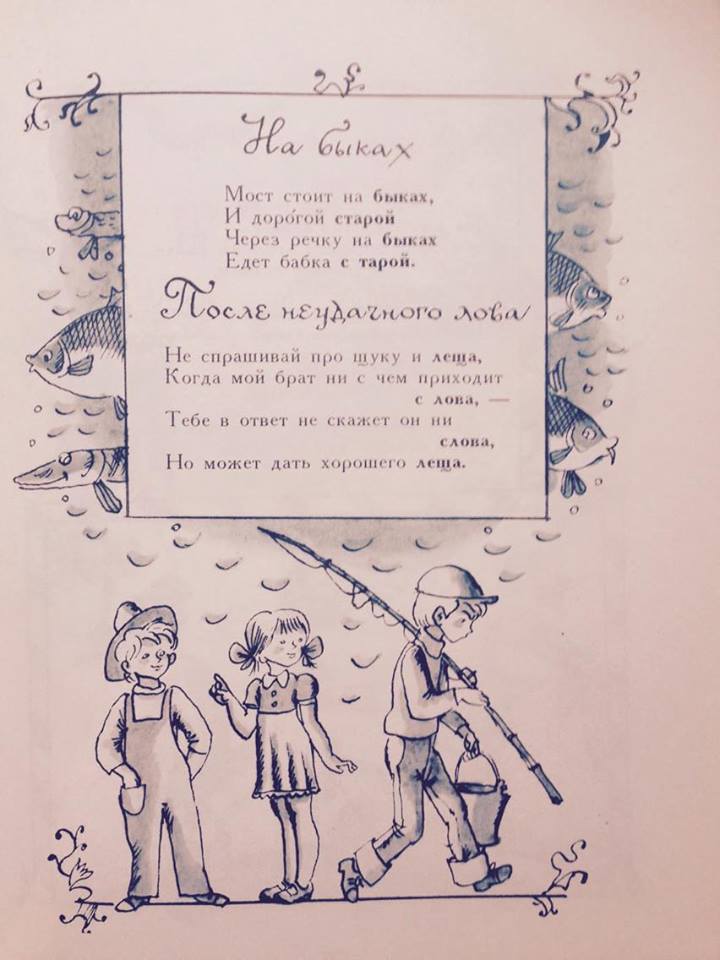 На быках
Мост стоит на быках,
И дорогой старой
Через речку на быках
Едет бабка с тарой.
После неудачного лова
Не спрашивай про щуку и леща,
Когда мой брат ни с чем приходит
с лова, —
Тебе в ответ не скажет он ни
слова,
Но может дать хорошего леща.